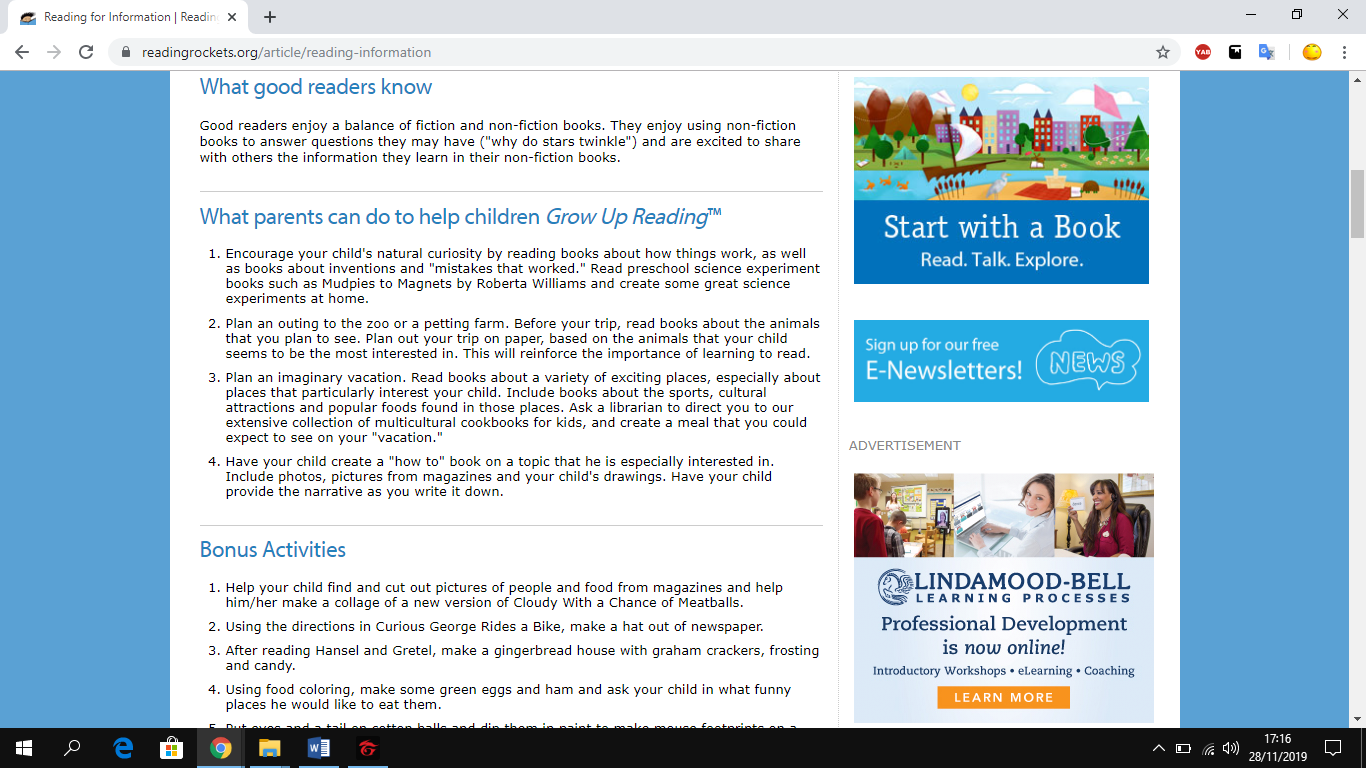 Reading for Information | Readin
readingrockets.org/article/reading-information
YAB
What good readers know
Good readers enjoy a balance of fiction and non-fiction books. They enjoy using non-fiction
books to answer questions they may have ("why do stars twinkle") and are excited to share
with others the information they learn in their non-fiction books.
What parents can do to help children Grow Up Reading™
1. Encourage your child's natural curiosity by reading books about how things work, as well
as books about inventions and "mistakes that worked." Read preschool science experiment
books such as Mudpies to Magnets by Roberta Williams and create some great science
experiments at home.
2. Plan an outing to the zoo or a petting farm. Before your trip, read books about the animals
that you plan to see. Plan out your trip on paper, based on the animals that your child
seems to be the most interested in. This will reinforce the importance of learning to read.
3. Plan an imaginary vacation. Read books about a variety of exciting places, especially about
places that particularly interest your child. Include books about the sports, cultural
attractions and popular foods found in those places. Ask a librarian to direct you to our
extensive collection of multicultural cookbooks for kids, and create a meal that you could
expect to see on your "vacation."
4. Have your child create a "how to" book on a topic that he is especially interested in.
Include photos, pictures from magazines and your child's drawings. Have your child
provide the narrative as you write it down.
Bonus Activities
1. Help your child find and cut out pictures of people and food from magazines and help
him/her make a collage of a new version of Cloudy With a Chance of Meatballs.
2. Using the directions in Curious George Rides a Bike, make a hat out of newspaper.
3. After reading Hansel and Gretel, make a gingerbread house with graham crackers, frosting
and candy.
4. Using food coloring, make some green eggs and ham and ask your child in what funny
places he would like to eat them.
5. Put eyes and a tail on cotton balls and dip them in paint to make mouse footprints on a
Start with a Book
Read. Talk. Explore.
Sign up for our free
E-Newsletters!
NEWS
ADVERTISEMENT
LINDAMOOD-BELL
LEARNING PROCESSES
Professional Development
is now online!
Introductory Workshops • eLearning • Coaching
LEARN MORE
17:16
28/11/2019